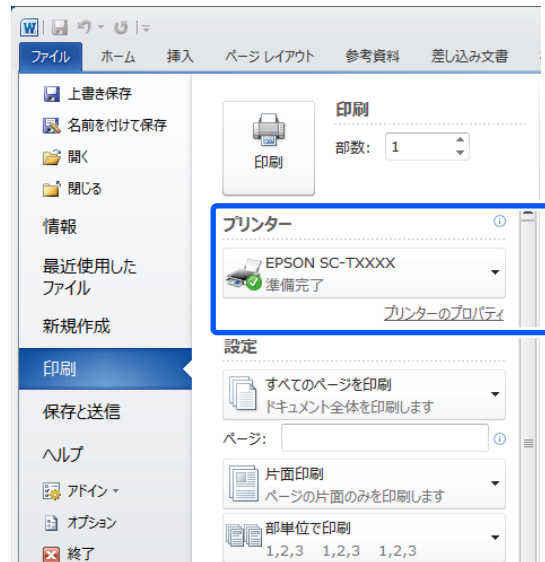 ファイル ホーム 挿入 ページ レイアウト 参考資料 差し込み文書
上書き保存
名前を付けて保存
開く
閉じる
情報
最近使用した
ファイル
新規作成
印刷
保存と送信
ヘルプ
アドイン
オプション
終了
印刷
印刷
部数: 1
プリンター
EPSON SC-TXXXX
準備完了
プリンターのプロパティ
設定
すべてのページを印刷
ドキュメント全体を印刷します
ページ:
片面印刷
ページの片面のみを印刷します
部単位で印刷
1,2,3 1,2,3 1,2,3